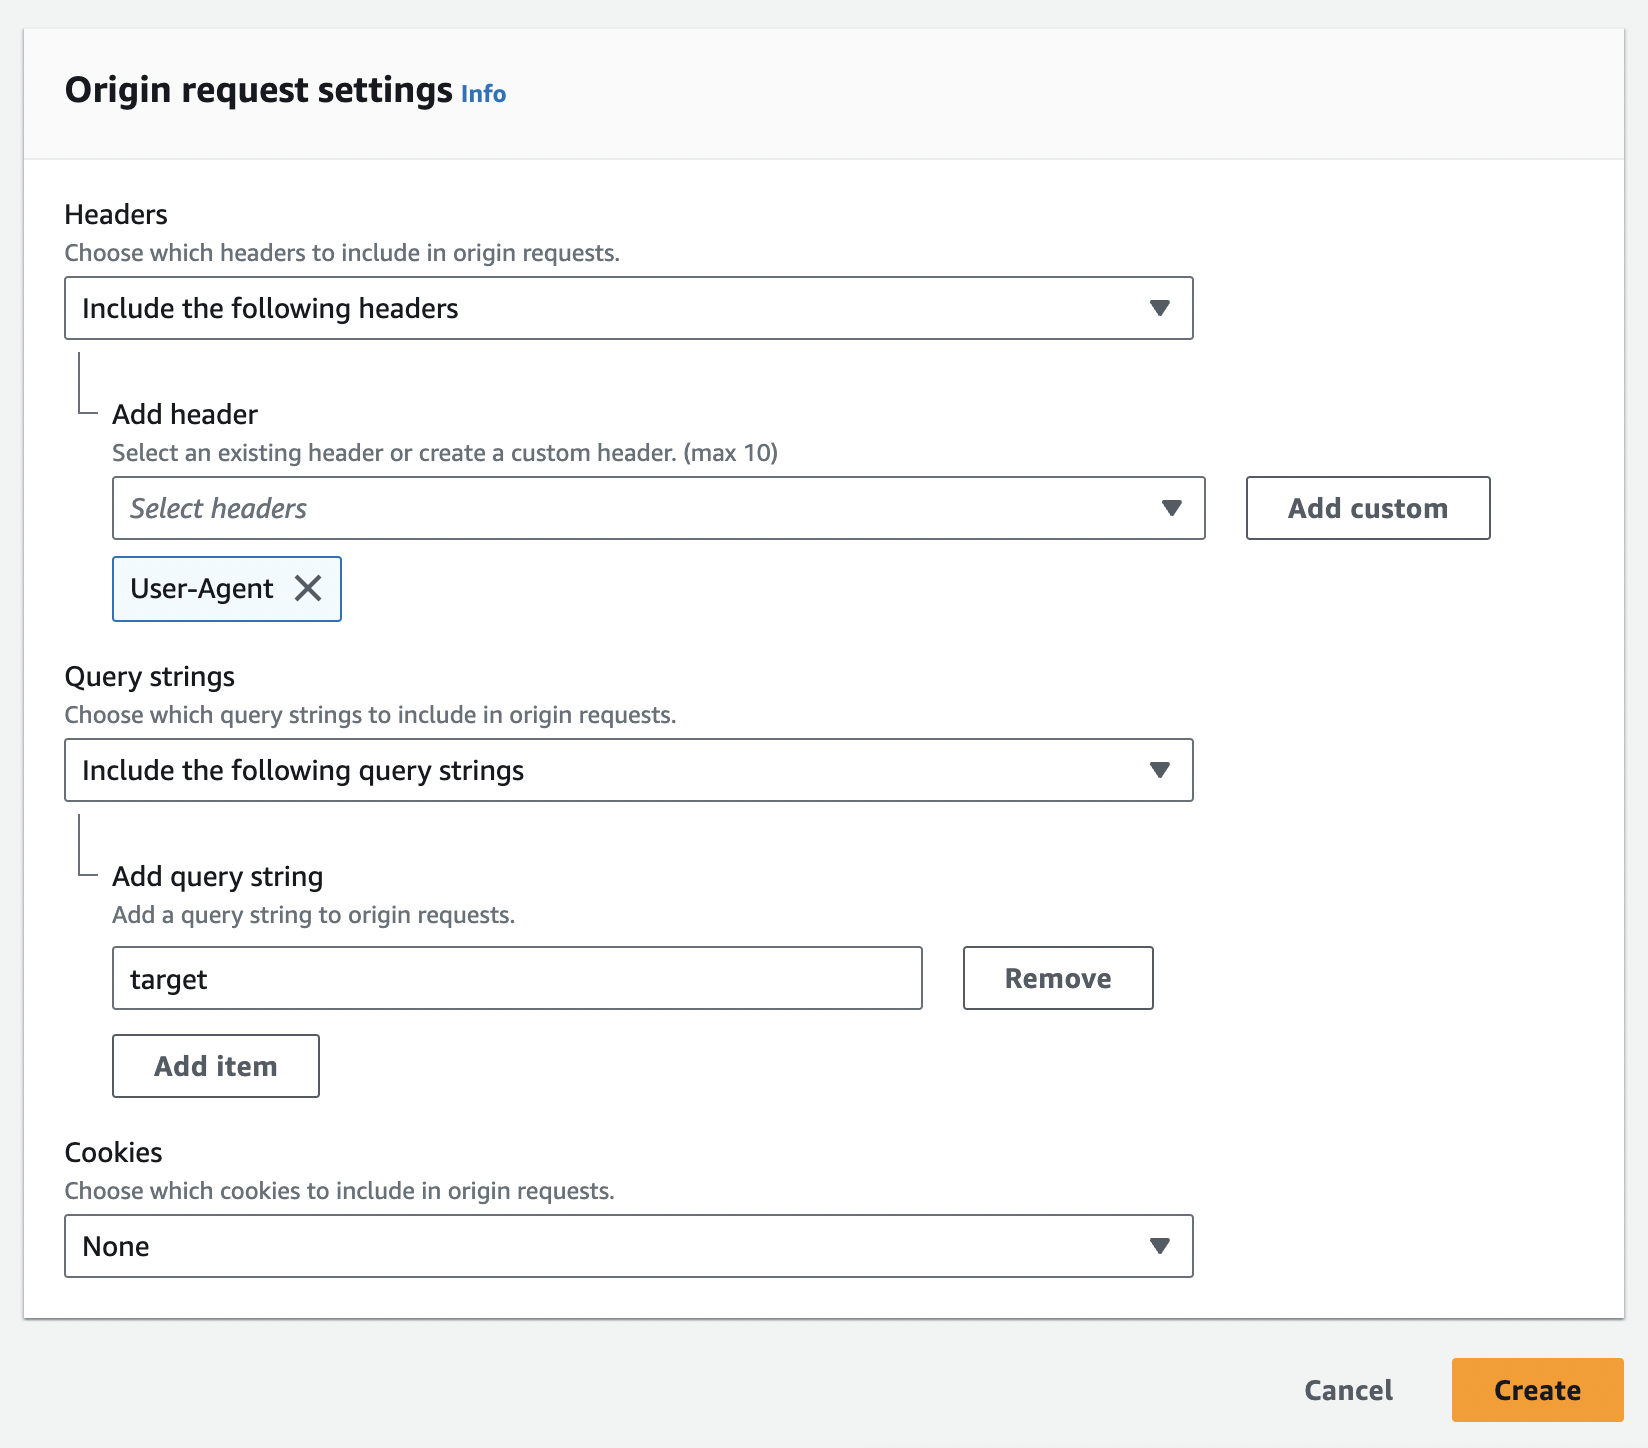 Origin request settings Info
Headers
Choose which headers to include in origin requests.
Include the following headers
Add header
Select an existing header or create a custom header. (max 10)
Select headers
Add custom
User-Agent
Query strings
Choose which query strings to include in origin requests.
Include the following query strings
Add query string
Add a query string to origin requests.
target
Remove
Add item
Cookies
Choose which cookies to include in origin requests.
None
Cancel
Create